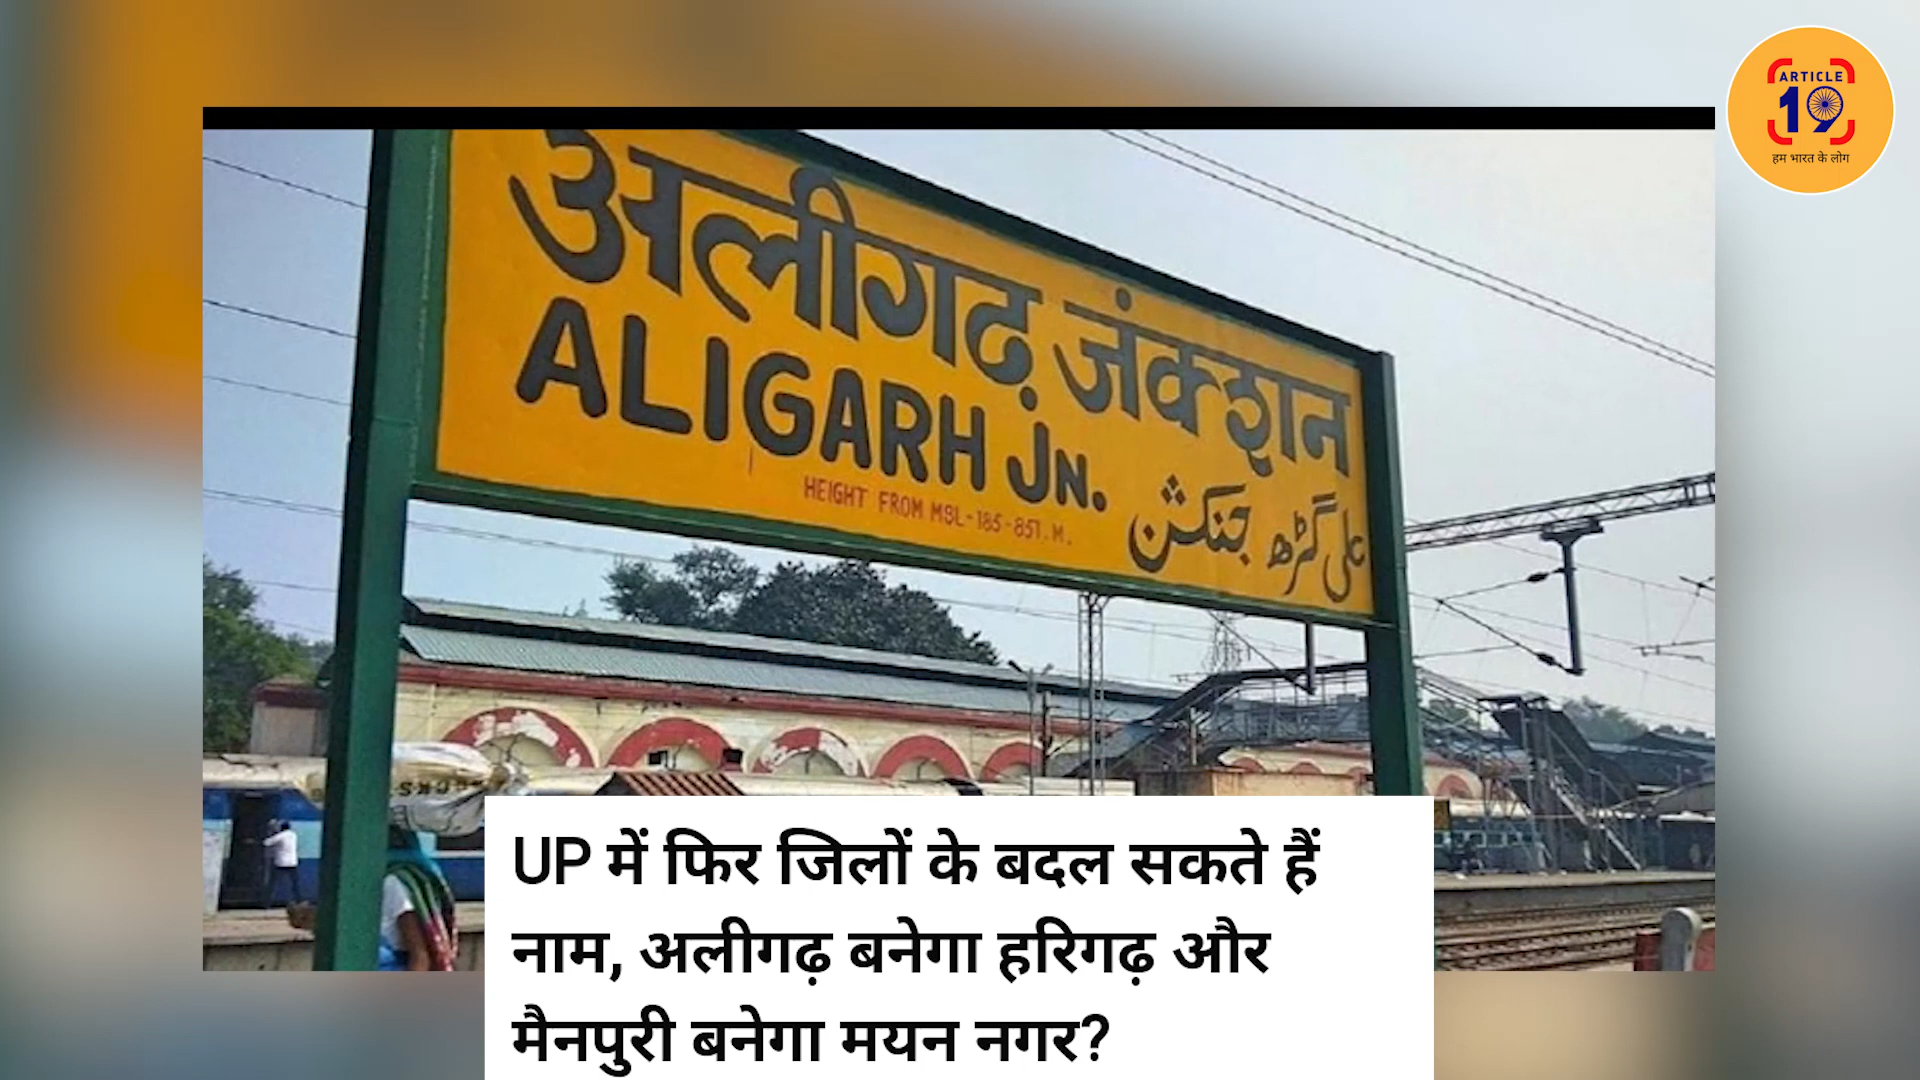 ARTICLE
19
हम भारत के लोग
अलीगढ़ जंक्शन
ALIGARH JN.
HEIGHT FROM MSL-185-851.M.
علی گڑھ جنکشن
UP में फिर जिलों के बदल सकते हैं
नाम, अलीगढ़ बनेगा हरिगढ़ और
मैनपुरी बनेगा मयन नगर?